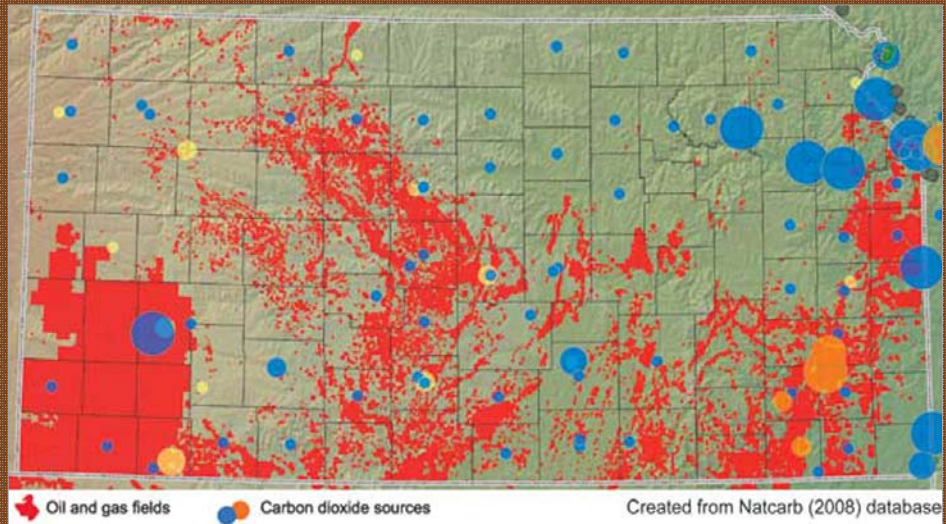 Oil and gas fields Carbon dioxide sources Created from Natcarb (2008) database